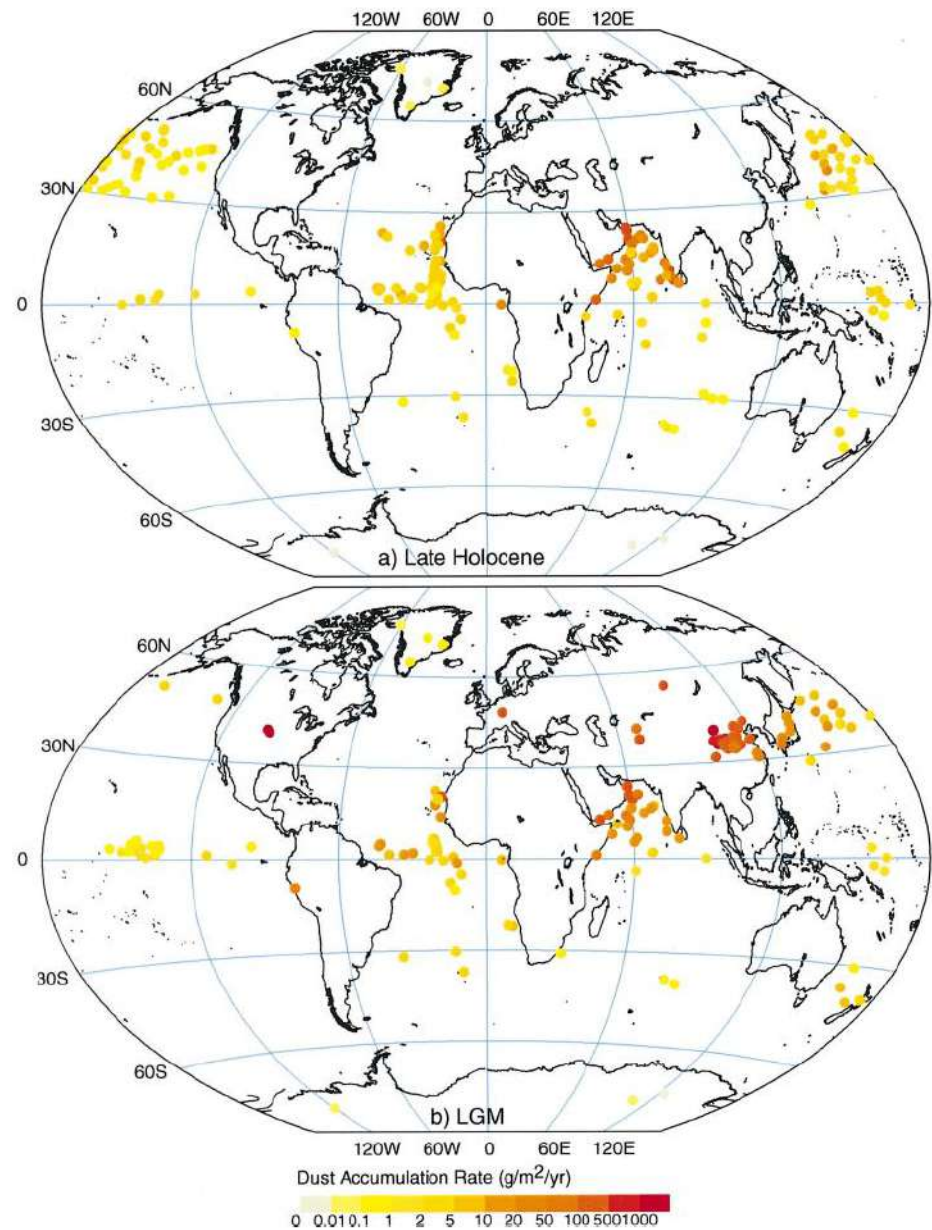 120W 60W 0 60E 120E
60N
30N
0
30S
60S
a) Late Holocene
60N
30N
0
30S
60S
b) LGM
120W 60W 0 60E 120E
Dust Accumulation Rate (g/m²/yr)
0 0.01 0.1 1 2 5 10 20 50 100 500 1000